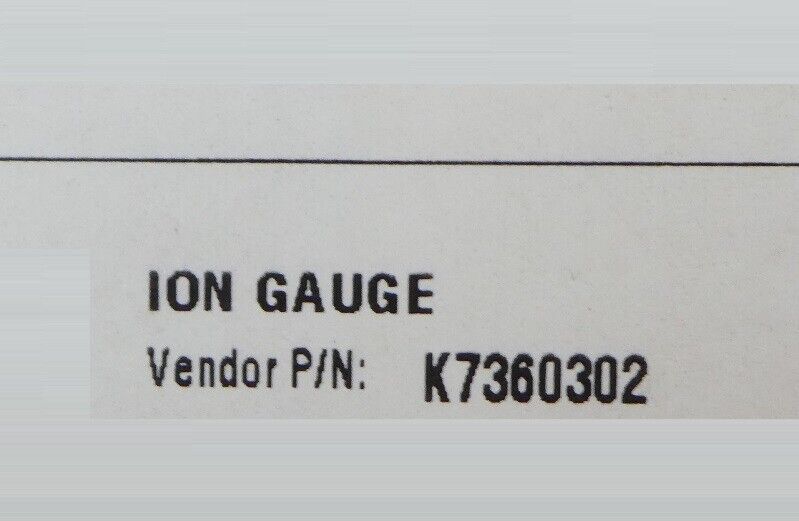 ION GAUGE
Vendor P/N: K7360302